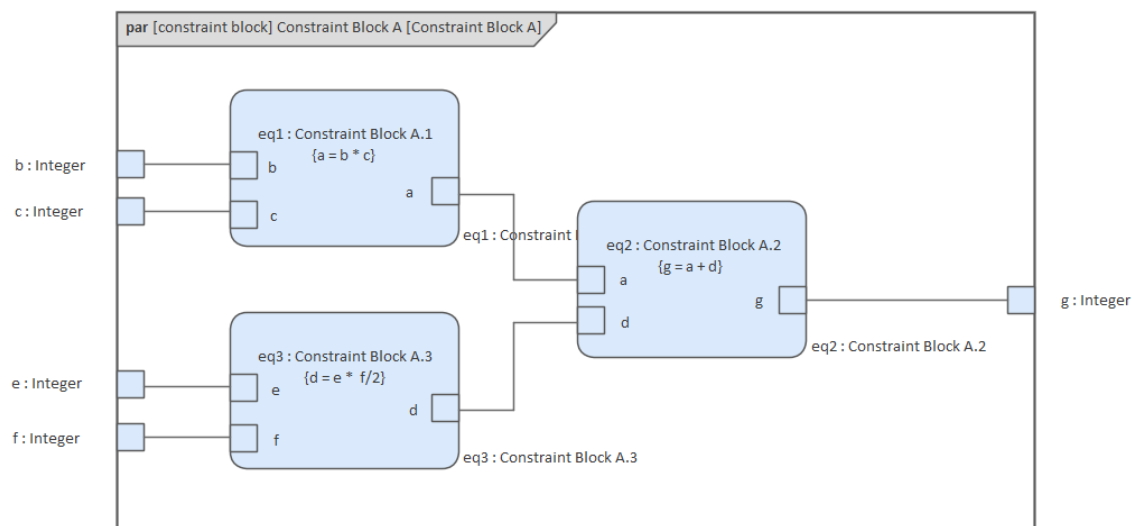 par [constraint block] Constraint Block A [Constraint Block A]
eq1 : Constraint Block A.1
{a = b * c}
b : Integer
b
a
c : Integer
c
eq1 : Constraint
eq2 : Constraint Block A.2
{g = a + d}
a
g
g : Integer
d
eq2 : Constraint Block A.2
eq3 : Constraint Block A.3
{d = e * f/2}
e : Integer
e
d
f : Integer
f
eq3 : Constraint Block A.3